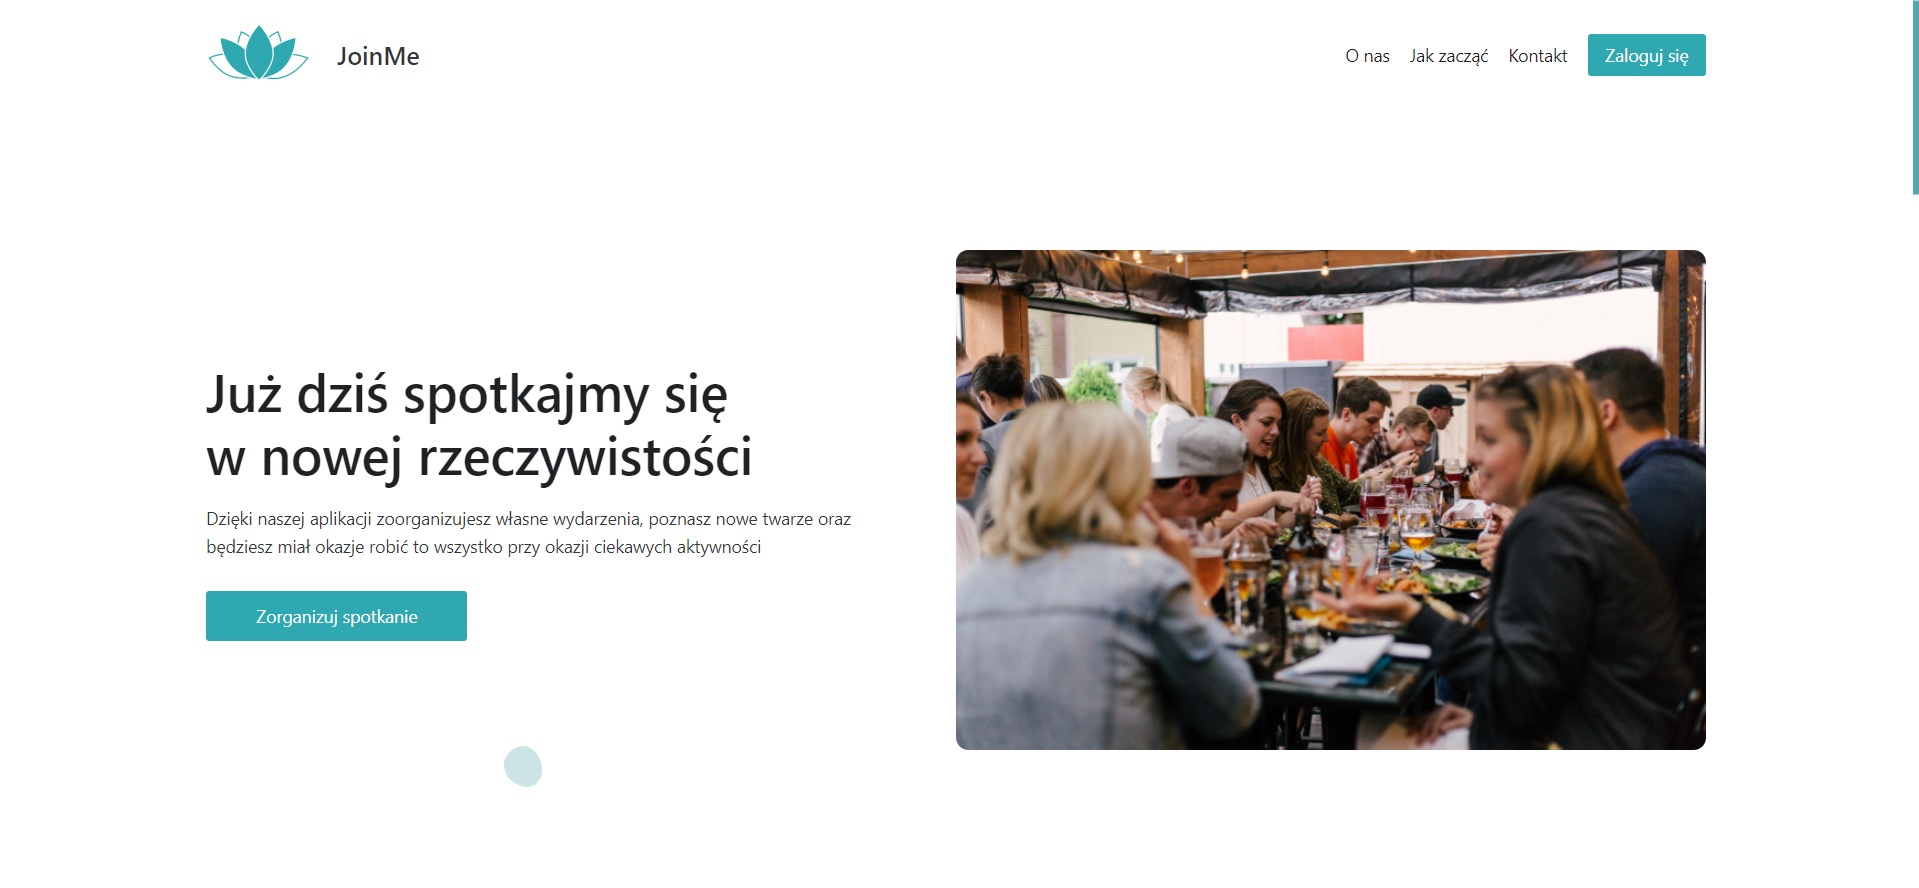 JoinMe
O nas
Jak zacząć
Kontakt
Zaloguj się
Już dziś spotkajmy się
w nowej rzeczywistości
Dzięki naszej aplikacji zoorganizujesz własne wydarzenia, poznasz nowe twarze oraz
będziesz miał okazje robić to wszystko przy okazji ciekawych aktywności
Zorganizuj spotkanie